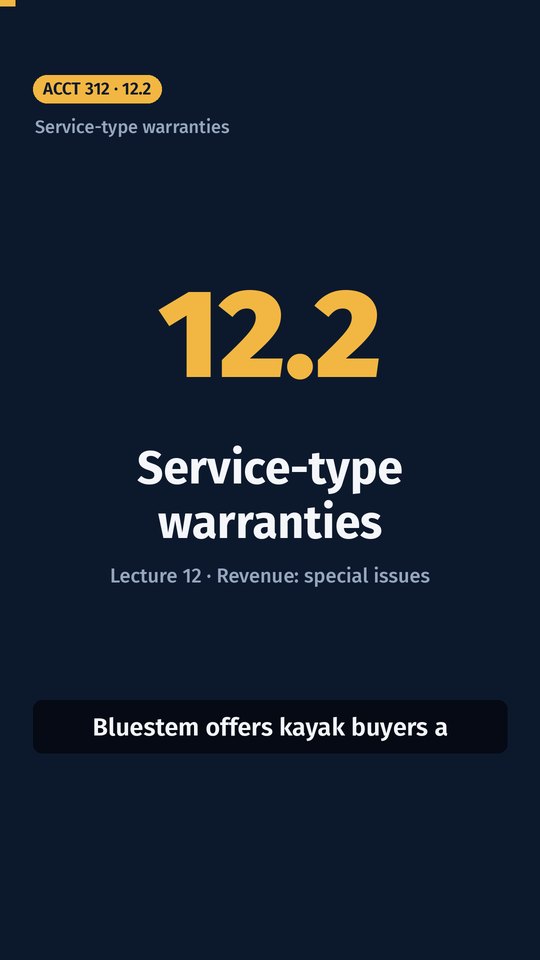 ACCT 312 · 12.2
Service-type warranties
12.2
Service-type
warranties
Lecture 12 · Revenue: special issues
Bluestem offers kayak buyers a